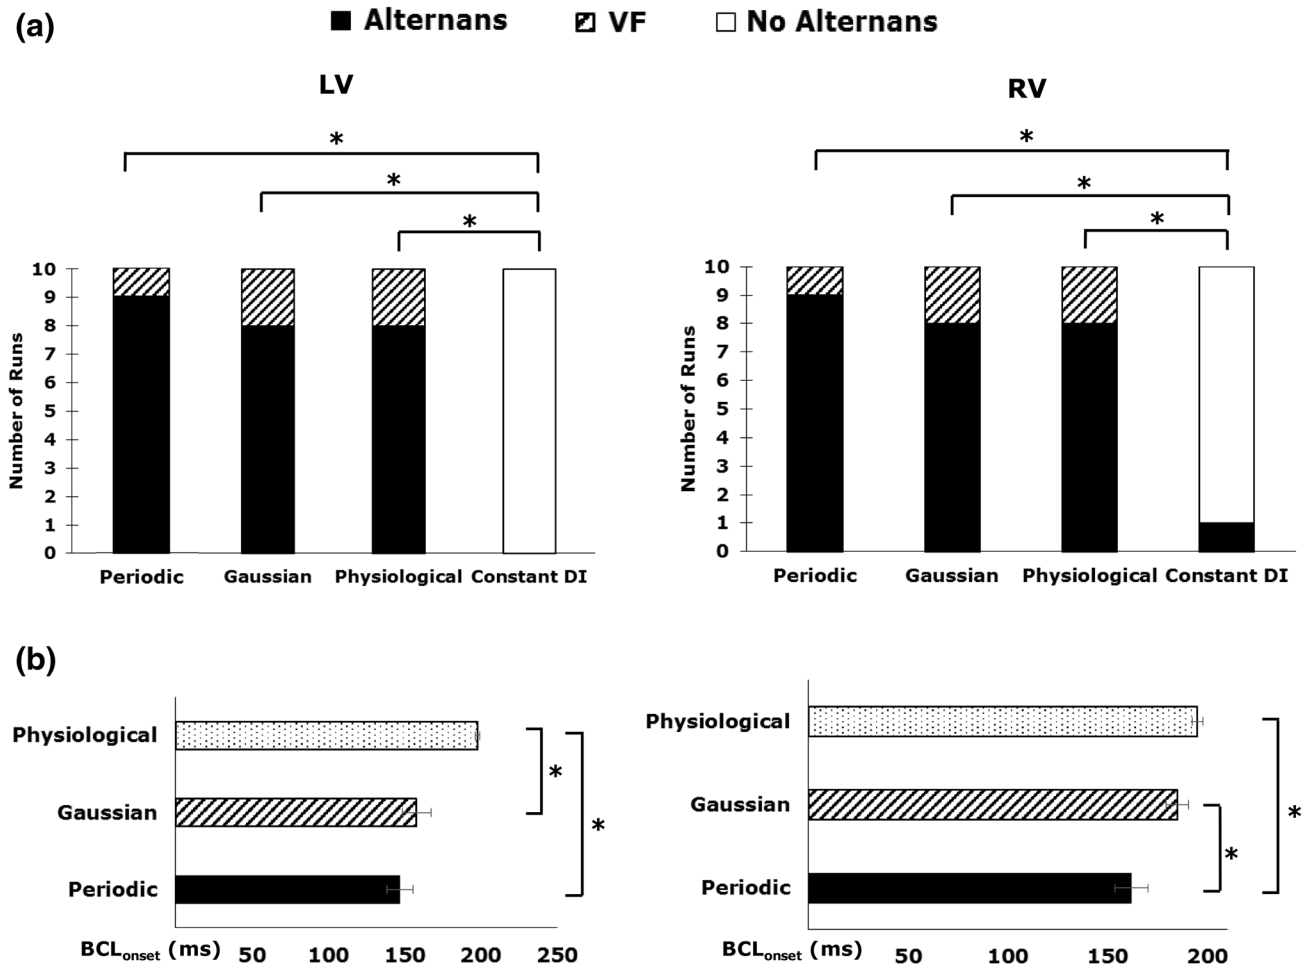 (a)
Alternans VF No Alternans
LV
*
*
*
10
9
8
7
6
5
4
3
2
1
0
Number of Runs
Periodic Gaussian Physiological Constant DI
RV
*
*
*
10
9
8
7
6
5
4
3
2
1
0
Number of Runs
Periodic Gaussian Physiological Constant DI
(b)
Physiological
Gaussian
Periodic
*
*
BCLonset (ms) 50 100 150 200 250
Physiological
Gaussian
Periodic
*
*
BCLonset (ms) 50 100 150 200